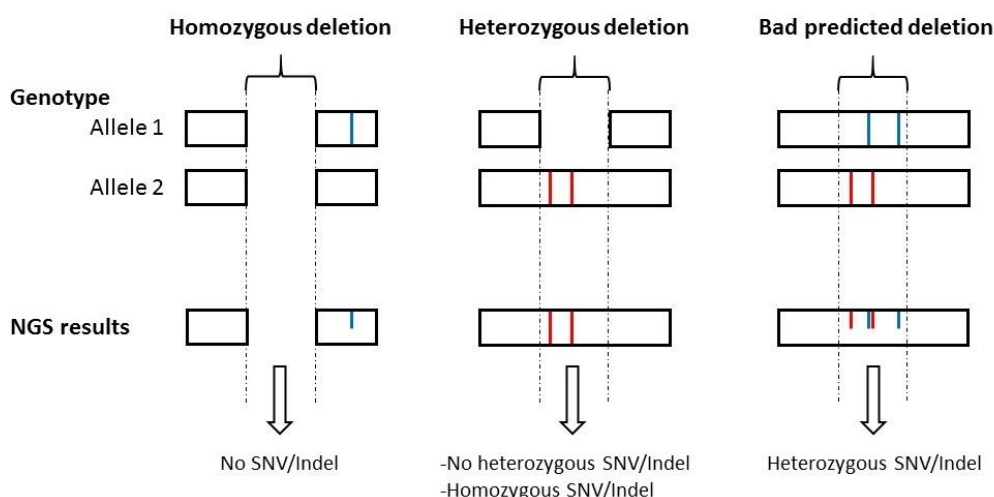 Homozygous deletion
Heterozygous deletion
Bad predicted deletion
Genotype
Allele 1
Allele 2
NGS results
No SNV/Indel
-No heterozygous SNV/Indel
-Homozygous SNV/Indel
Heterozygous SNV/Indel